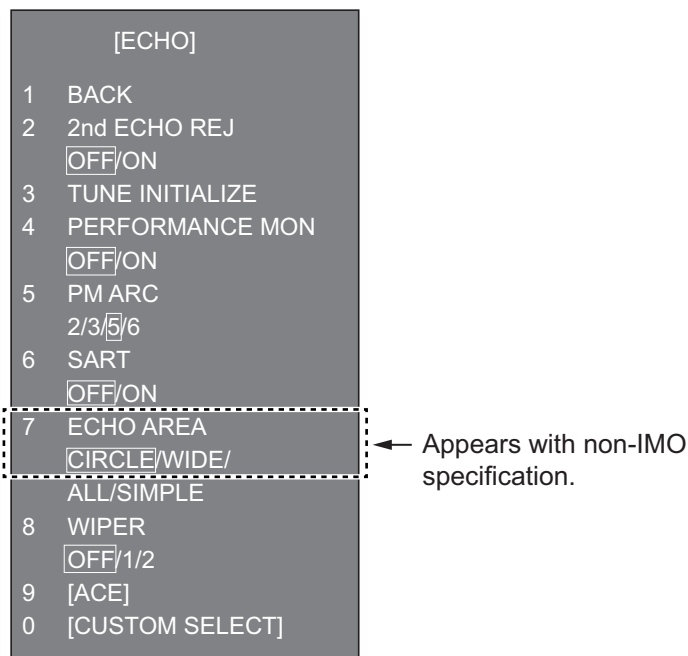 [ECHO]
1 BACK
2 2nd ECHO REJ
OFF/ON
3 TUNE INITIALIZE
4 PERFORMANCE MON
OFF/ON
5 PM ARC
2/3/5/6
6 SART
OFF/ON
7 ECHO AREA
CIRCLE/WIDE/
ALL/SIMPLE
8 WIPER
OFF/1/2
9 [ACE]
0 [CUSTOM SELECT]
Appears with non-IMO
specification.